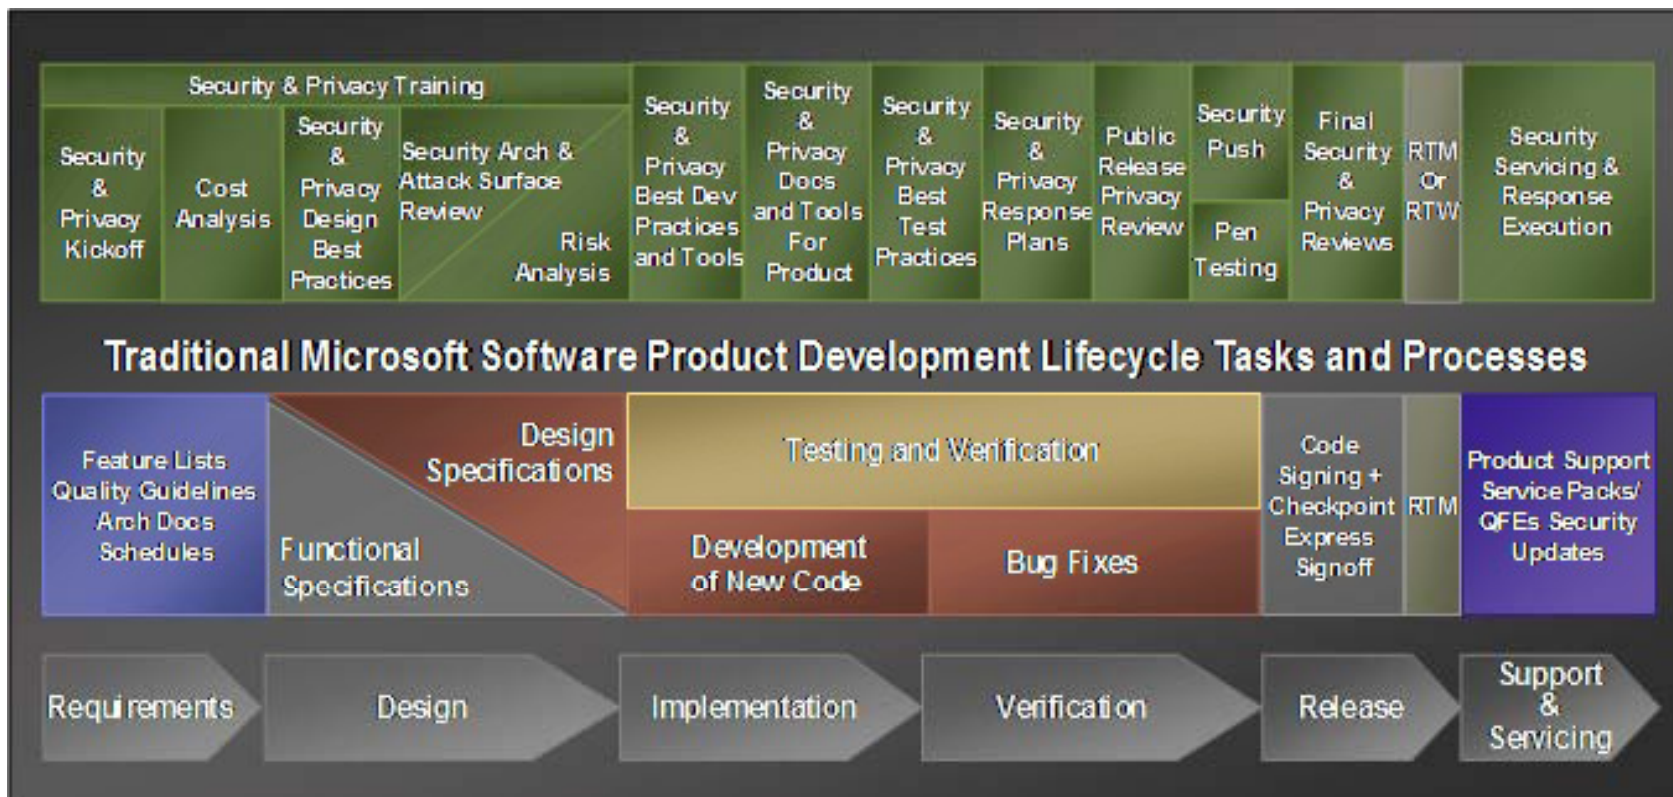 Security & Privacy Training
Security
&
Privacy
Kickoff
Cost
Analysis
Security
&
Privacy
Design
Best
Practices
Security Arch &
Attack Surface
Review
Risk
Analysis
Security
&
Privacy
Best Dev
Practices
and Tools
Security
&
Privacy
Docs
and Tools
For
Product
Security
&
Privacy
Best
Test
Practices
Security
&
Privacy
Response
Plans
Public
Release
Privacy
Review
Security
Push
Pen
Testing
Final
Security
&
Privacy
Reviews
RTM
Or
RTW
Security
Servicing &
Response
Execution
Traditional Microsoft Software Product Development Lifecycle Tasks and Processes
Feature Lists
Quality Guidelines
Arch Docs
Schedules
Functional
Specifications
Design
Specifications
Testing and Verification
Development
of New Code
Bug Fixes
Code
Signing +
Checkpoint
Express
Signoff
RTM
Product Support
Service Packs/
QFEs Security
Updates
Requirements
Design
Implementation
Verification
Release
Support
&
Servicing